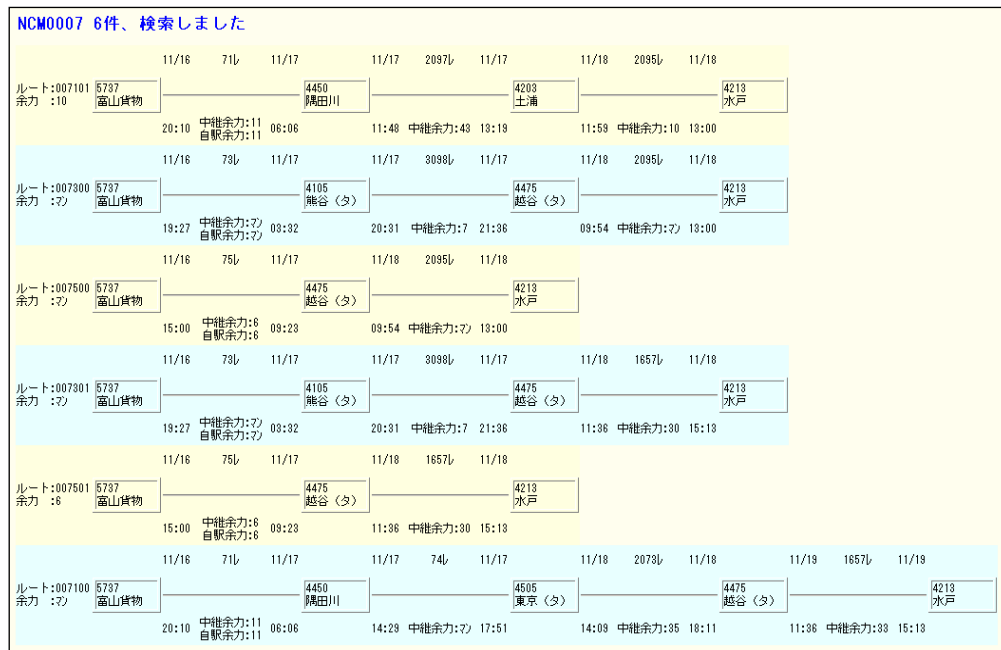 NCM0007 6件、検索しました
11/16 71レ 11/17 11/17 2097レ 11/17 11/18 2095レ 11/18
ルート:007101 5737 4450 4203 4213
余力 :10 富山貨物 隅田川 土浦 水戸
20:10 中継余力:11 06:06 11:48 中継余力:43 13:19 11:59 中継余力:10 13:00
自駅余力:11
11/16 73レ 11/17 11/17 3098レ 11/17 11/18 2095レ 11/18
ルート:007300 5737 4105 4475 4213
余力 :マン 富山貨物 熊谷（タ） 越谷（タ） 水戸
19:27 中継余力:マン 03:32 20:31 中継余力:7 21:36 09:54 中継余力:マン 13:00
自駅余力:マン
11/16 75レ 11/17 11/18 2095レ 11/18
ルート:007500 5737 4475 4213
余力 :マン 富山貨物 越谷（タ） 水戸
15:00 中継余力:6 09:23 09:54 中継余力:マン 13:00
自駅余力:6
11/16 73レ 11/17 11/17 3098レ 11/17 11/18 1657レ 11/18
ルート:007301 5737 4105 4475 4213
余力 :マン 富山貨物 熊谷（タ） 越谷（タ） 水戸
19:27 中継余力:マン 03:32 20:31 中継余力:7 21:36 11:36 中継余力:30 15:13
自駅余力:マン
11/16 75レ 11/17 11/18 1657レ 11/18
ルート:007501 5737 4475 4213
余力 :6 富山貨物 越谷（タ） 水戸
15:00 中継余力:6 09:23 11:36 中継余力:30 15:13
自駅余力:6
11/16 71レ 11/17 11/17 74レ 11/17 11/18 2073レ 11/18 11/19 1657レ 11/19
ルート:007100 5737 4450 4505 4475 4213
余力 :マン 富山貨物 隅田川 東京（タ） 越谷（タ） 水戸
20:10 中継余力:11 06:06 14:29 中継余力:マン 17:51 14:09 中継余力:35 18:11 11:36 中継余力:33 15:13
自駅余力:11